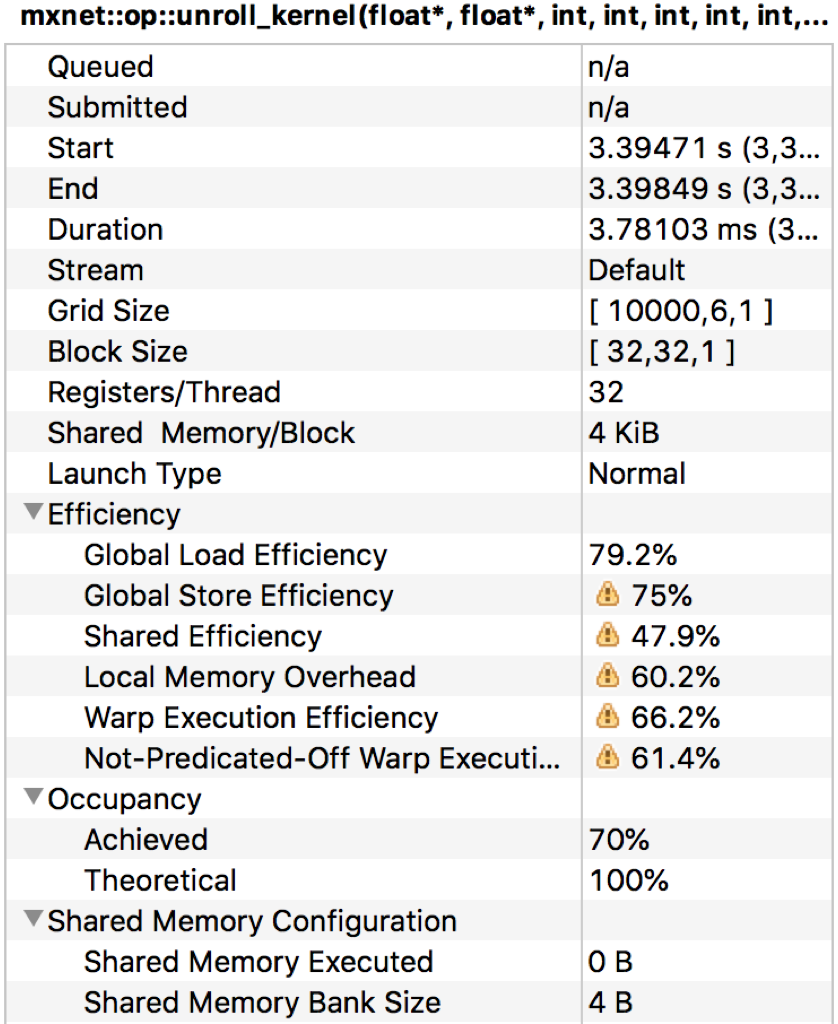 mxnet::op::unroll_kernel(float*, float*, int, int, int, int, int,...
Queued n/a
Submitted n/a
Start 3.39471 s (3,3...
End 3.39849 s (3,3...
Duration 3.78103 ms (3...
Stream Default
Grid Size [ 10000,6,1 ]
Block Size [ 32,32,1 ]
Registers/Thread 32
Shared  Memory/Block 4 KiB
Launch Type Normal
Efficiency
Global Load Efficiency 79.2%
Global Store Efficiency 75%
Shared Efficiency 47.9%
Local Memory Overhead 60.2%
Warp Execution Efficiency 66.2%
Not-Predicated-Off Warp Executi... 61.4%
Occupancy
Achieved 70%
Theoretical 100%
Shared Memory Configuration
Shared Memory Executed 0 B
Shared Memory Bank Size 4 B